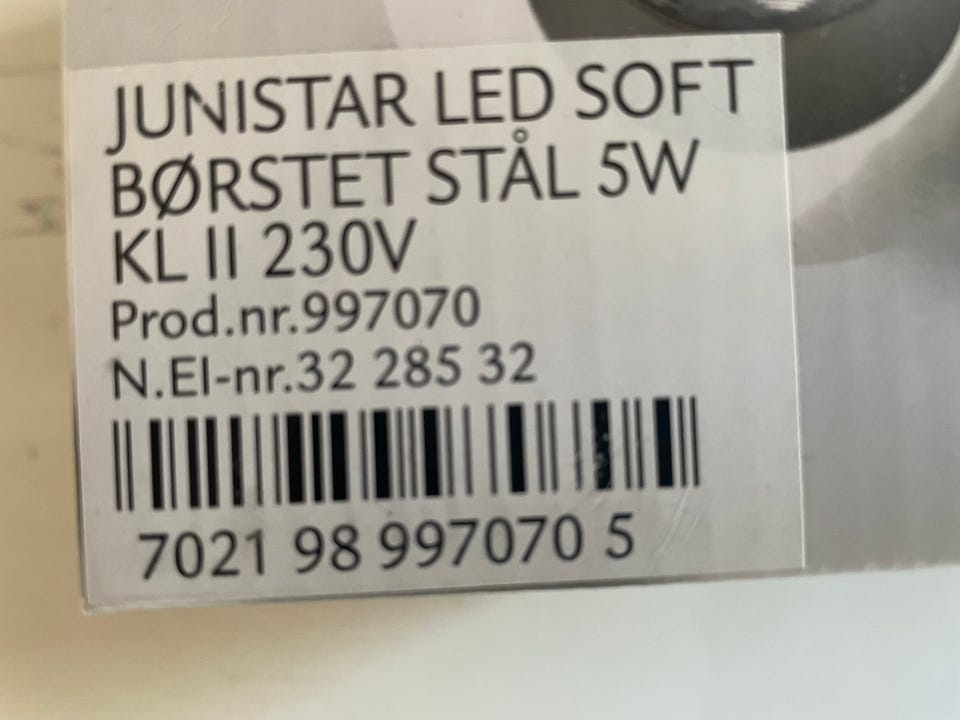 JUNISTAR LED SOFT
BØRSTET STÅL 5W
KL II 230V
Prod.nr.997070
N.El-nr.32 285 32
7021 98 997070 5